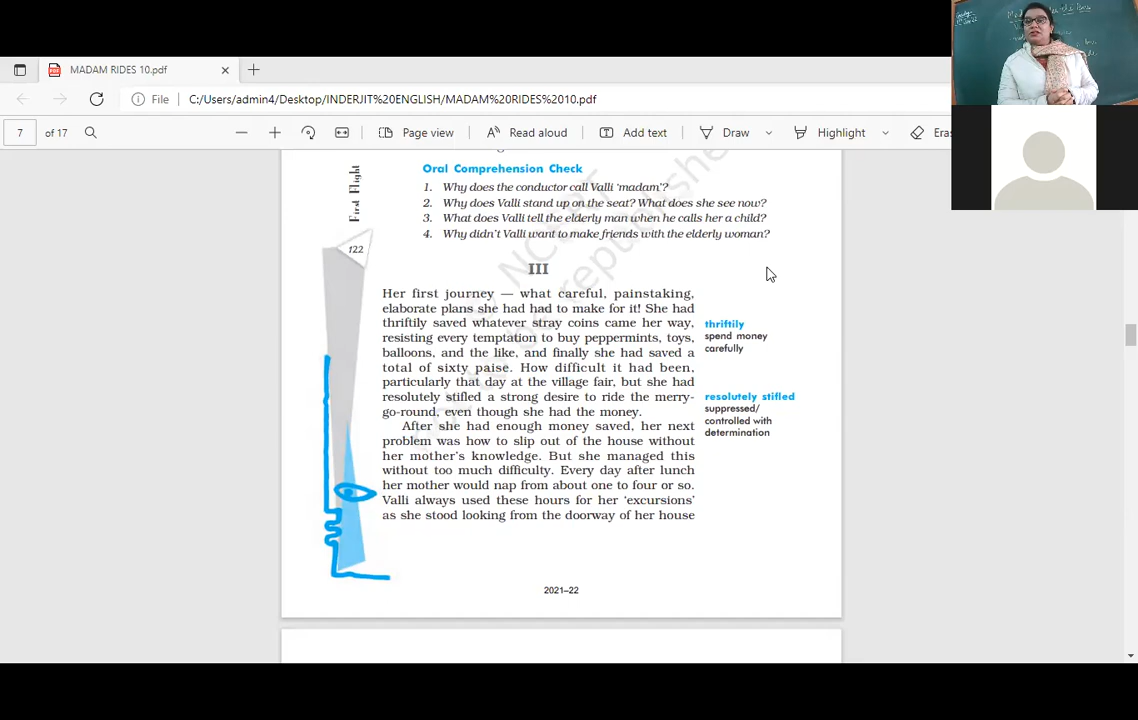 MADAM RIDES 10.pdf
File C:/Users/admin4/Desktop/INDERJIT%20ENGLISH/MADAM%20RIDES%2010.pdf
7 of 17 Page view Read aloud Add text Draw Highlight Eras
First Flight
122
Oral Comprehension Check
1. Why does the conductor call Valli ‘madam’?
2. Why does Valli stand up on the seat? What does she see now?
3. What does Valli tell the elderly man when he calls her a child?
4. Why didn’t Valli want to make friends with the elderly woman?
III
Her first journey — what careful, painstaking,
elaborate plans she had had to make for it! She had
thriftily saved whatever stray coins came her way,
resisting every temptation to buy peppermints, toys,
balloons, and the like, and finally she had saved a
total of sixty paise. How difficult it had been,
particularly that day at the village fair, but she had
resolutely stifled a strong desire to ride the merry-
go-round, even though she had the money.
After she had enough money saved, her next
problem was how to slip out of the house without
her mother’s knowledge. But she managed this
without too much difficulty. Every day after lunch
her mother would nap from about one to four or so.
Valli always used these hours for her ‘excursions’
as she stood looking from the doorway of her house
thriftily
spend money
carefully
resolutely stifled
suppressed/
controlled with
determination
2021–22